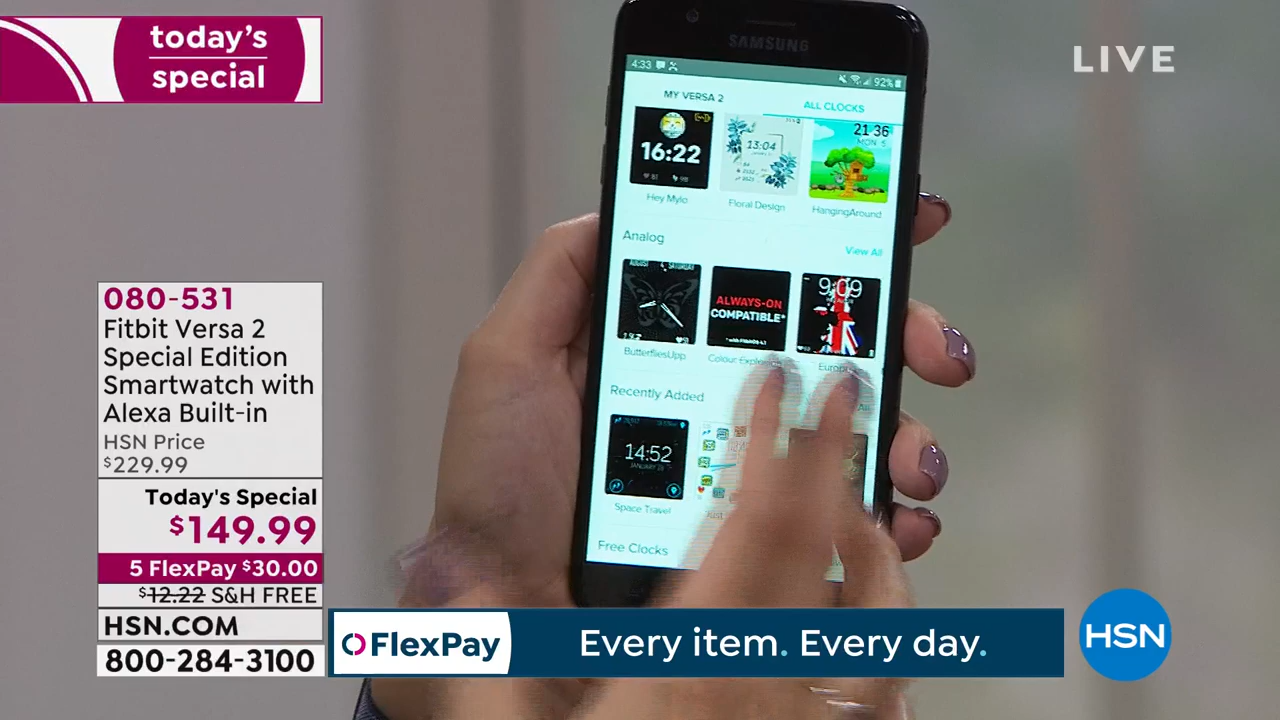 today's
special
LIVE
SAMSUNG
4:33
92%
MY VERSA 2
ALL CLOCKS
16:22
13:04
21 36
MON 5
Hey Mylo
Floral Design
HangingAround
Analog
View All
ALWAYS-ON
COMPATIBLE*
9:09
ButterfliesUpp
Recently Added
14:52
Space Travel
Free Clocks
080-531
Fitbit Versa 2
Special Edition
Smartwatch with
Alexa Built-in
HSN Price
$229.99
Today's Special
$149.99
5 FlexPay $30.00
$12.22 S&H FREE
HSN.COM
800-284-3100
FlexPay
Every item. Every day.
HSN